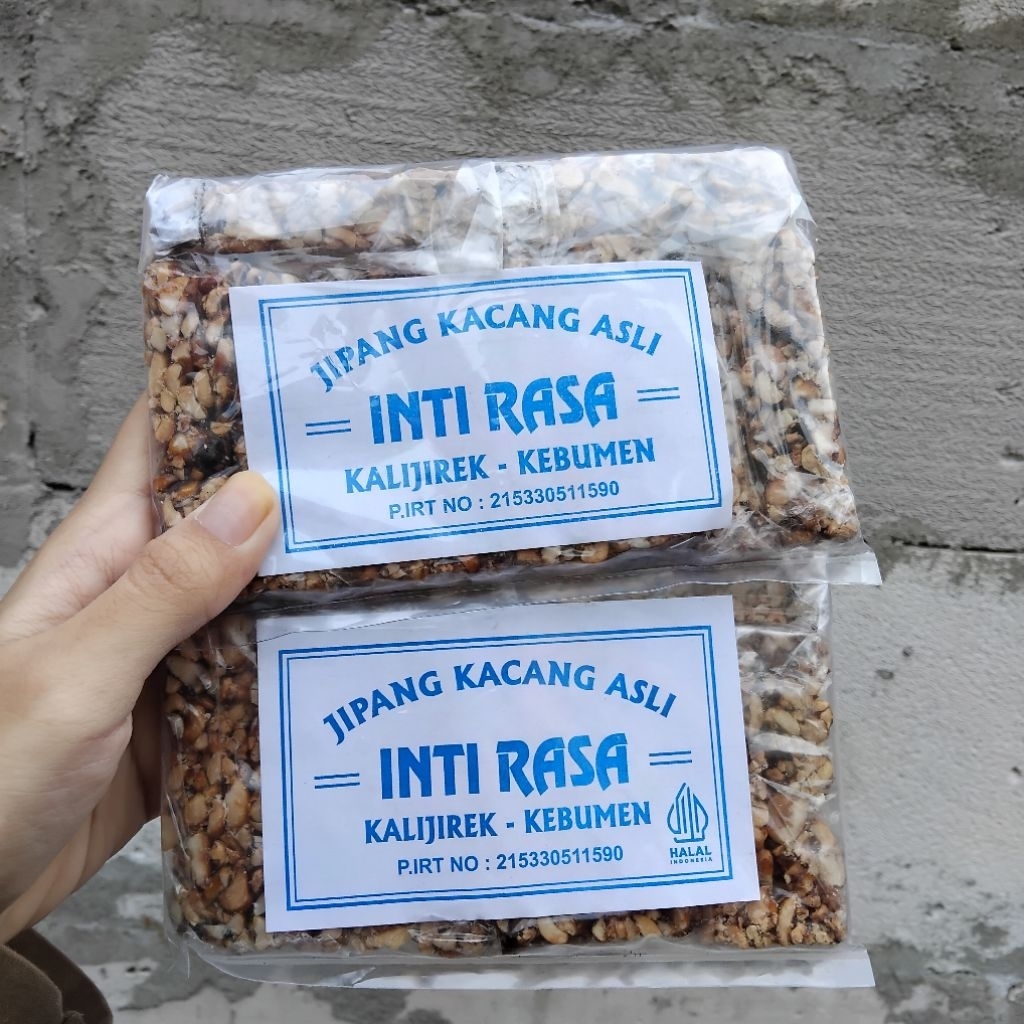 JIPANG KACANG ASLI
INTI RASA
KALIJIREK - KEBUMEN
P.IRT NO : 215330511590
JIPANG KACANG ASLI
INTI RASA
KALIJIREK - KEBUMEN
P.IRT NO : 215330511590
HALAL
INDONESIA